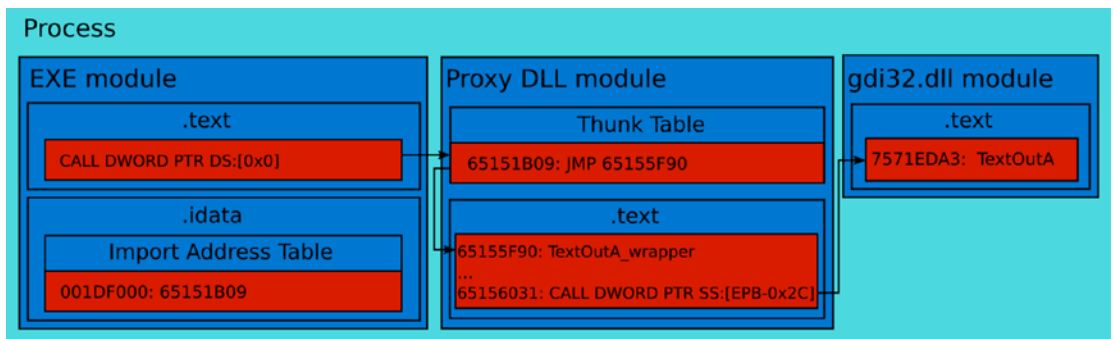 Process
EXE module
.text
CALL DWORD PTR DS:[0x0]
.idata
Import Address Table
001DF000: 65151B09
Proxy DLL module
Thunk Table
65151B09: JMP 65155F90
.text
65155F90: TextOutA_wrapper
...
65156031: CALL DWORD PTR SS:[EPB-0x2C]
gdi32.dll module
.text
7571EDA3: TextOutA